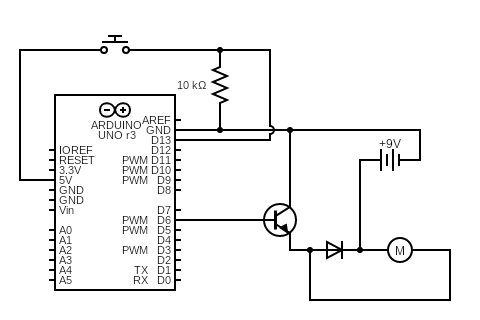 10 kΩ
ARDUINO
UNO r3
AREF
GND
D13
IOREF
D12
RESET
PWM D11
3.3V
PWM D10
5V
PWM D9
GND
D8
GND
Vin
D7
PWM D6
A0
PWM D5
A1
D4
A2
PWM D3
A3
D2
A4
TX D1
A5
RX D0
+9V
M